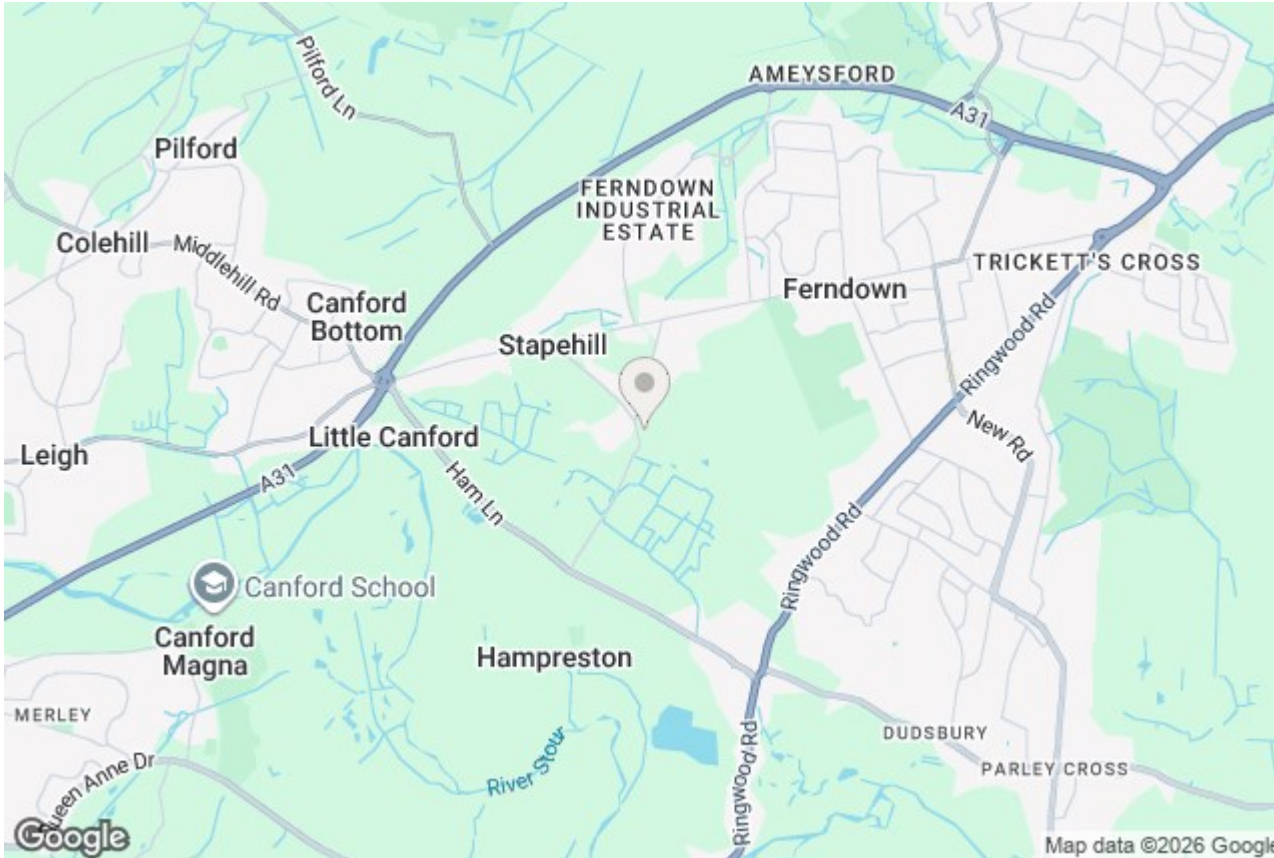 Pilford Ln
AMEYSFORD
A31
Pilford
FERNDOWN
INDUSTRIAL
ESTATE
Colehill
Middlehill Rd
TRICKETT'S CROSS
Canford
Bottom
Ferndown
Stapehill
Ringwood Rd
New Rd
Little Canford
Leigh
A31
Ham Ln
Ringwood Rd
Canford School
Canford
Magna
Hampreston
MERLEY
River Stour
Ringwood Rd
DUDSBURY
PARLEY CROSS
Queen Anne Dr
Google
Map data ©2026 Google